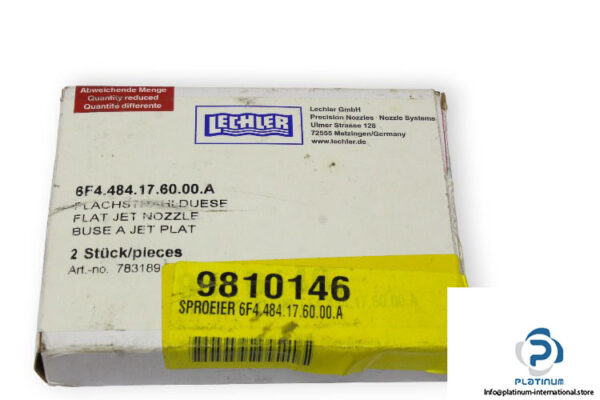 Abweichende Menge
Quantity reduced
Quantité differente
LECHLER
Lechler GmbH
Precision Nozzles · Nozzle Systems
Ulmer Strasse 128
72555 Metzingen/Germany
www.lechler.de
6F4.484.17.60.00.A
FLACHSTRAHLDUESE
FLAT JET NOZZLE
BUSE A JET PLAT
2 Stück/pieces
Art.-no. 783189
9810146
SPROEIER 6F4.484.17.60.00.A
PLATINUM
Info@platinum-international.store